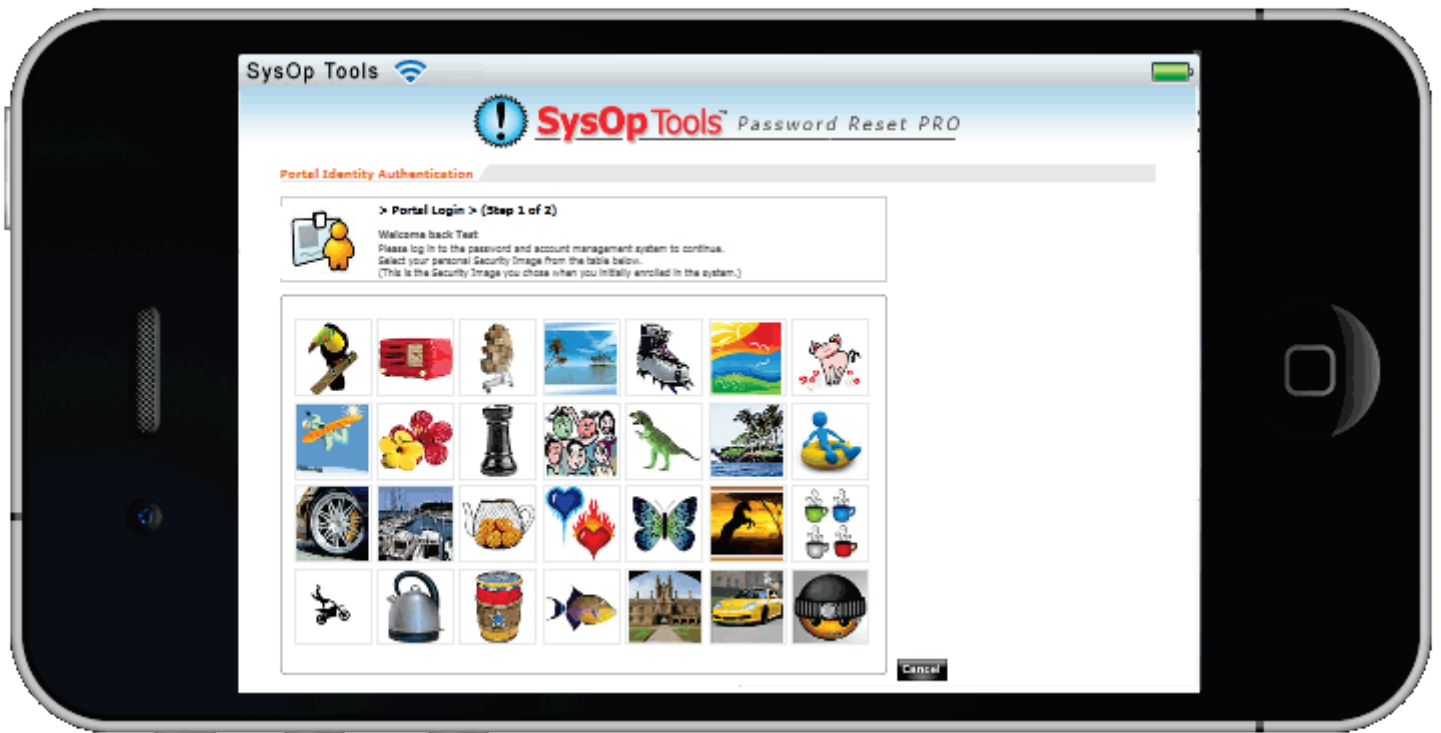 SysOp Tools
SysOp Tools™ Password Reset PRO
Portal Identity Authentication
> Portal Login > (Step 1 of 2)
Welcome back Test
Please log in to the password and account management system to continue.
Select your personal Security Image from the table below.
(This is the Security Image you chose when you initially enrolled in the system.)
Cancel